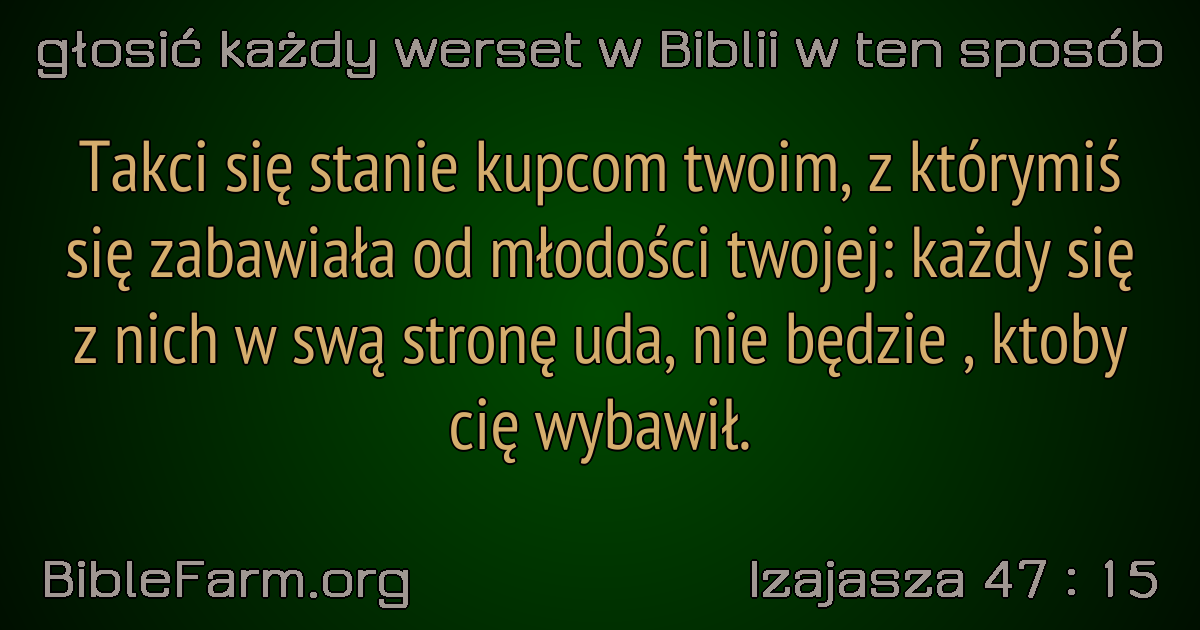 głosić każdy werset w Biblii w ten sposób
Takci się stanie kupcom twoim, z którymiś
się zabawiała od młodości twojej: każdy się
z nich w swą stronę uda, nie będzie , ktoby
cię wybawił.
BibleFarm.org
Izajasza 47 : 15